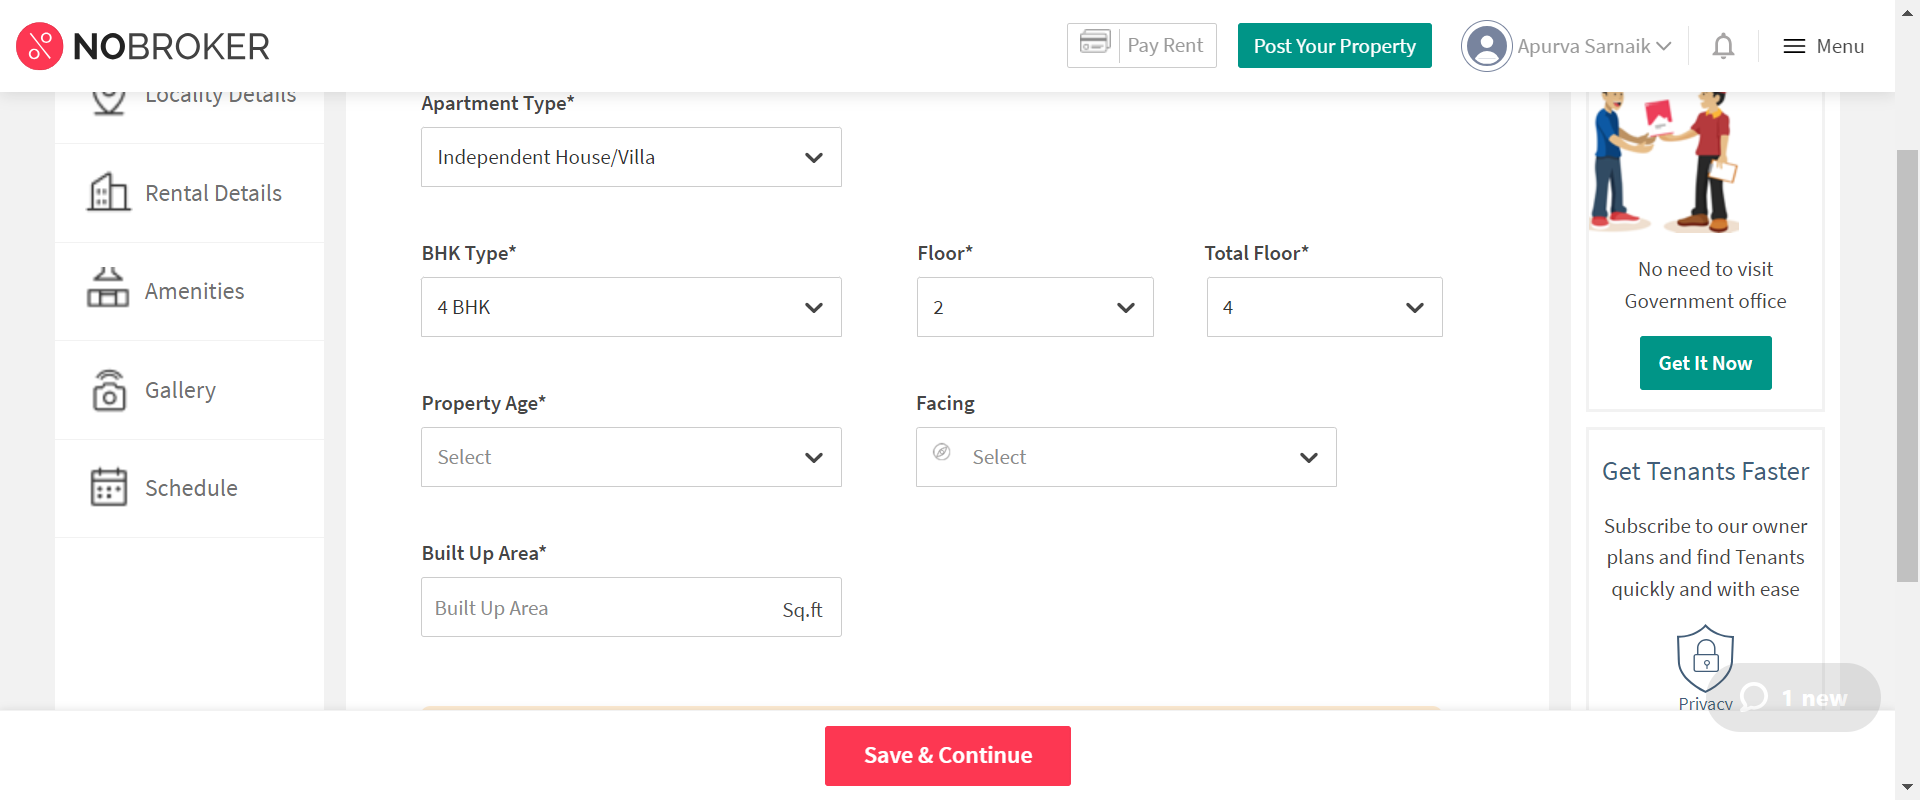 NOBROKER
Pay Rent
Post Your Property
Apurva Sarnaik
Menu
Locality Details
Rental Details
Amenities
Gallery
Schedule
Apartment Type*
Independent House/Villa
BHK Type*
4 BHK
Floor*
2
Total Floor*
4
Property Age*
Select
Facing
Select
Built Up Area*
Built Up Area
Sq.ft
Save & Continue
No need to visit
Government office
Get It Now
Get Tenants Faster
Subscribe to our owner
plans and find Tenants
quickly and with ease
Privacy
1 new